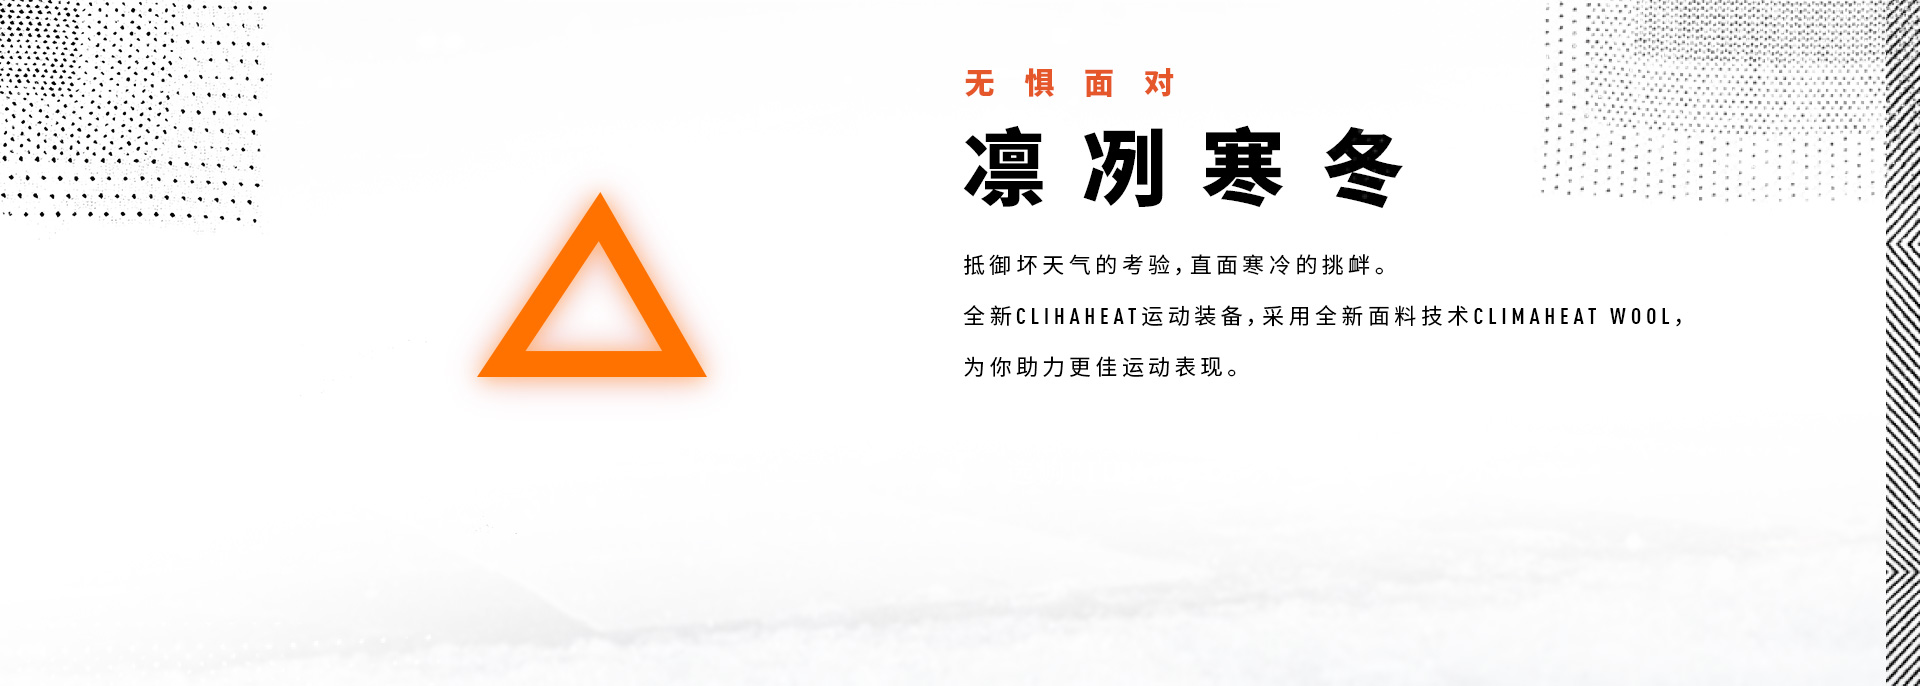 无惧面对
凛冽寒冬
抵御坏天气的考验，直面寒冷的挑衅。
全新CLIHAHEAT运动装备，采用全新面料技术CLIMAHEAT WOOL，
为你助力更佳运动表现。